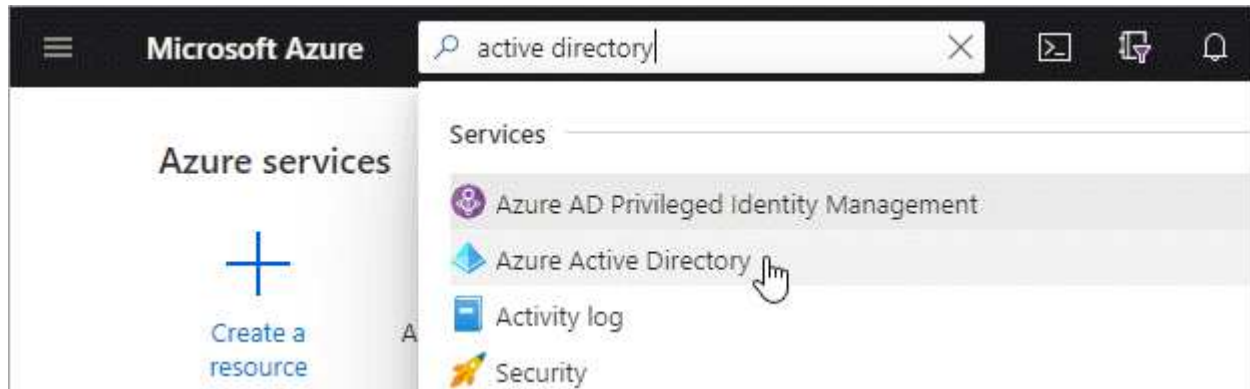 Microsoft Azure
active directory
Azure services
Services
Azure AD Privileged Identity Management
Azure Active Directory
Activity log
Security
Create a
resource
A